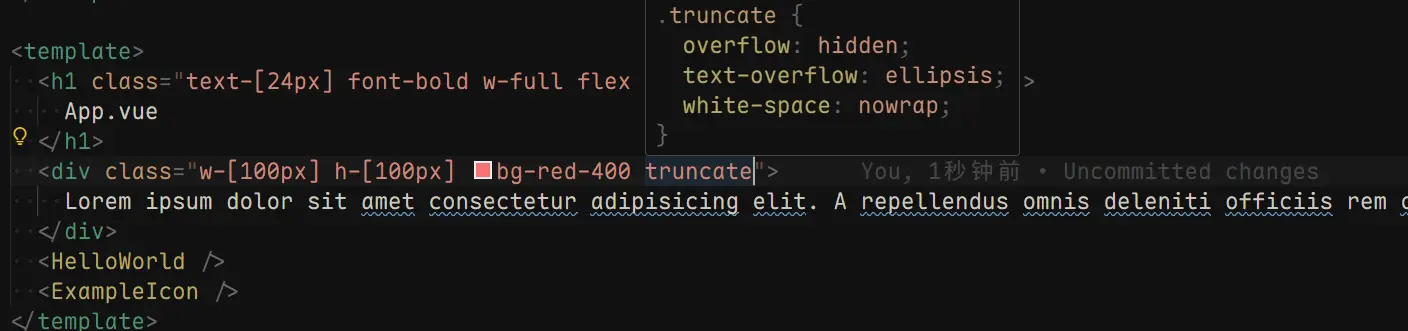 <template>
<h1 class="text-[24px] font-bold w-full flex
.truncate {
overflow: hidden;
text-overflow: ellipsis;
white-space: nowrap;
}
>
App.vue
</h1>
<div class="w-[100px] h-[100px] bg-red-400 truncate"> You, 1秒钟前 • Uncommitted changes
Lorem ipsum dolor sit amet consectetur adipisicing elit. A repellendus omnis deleniti officiis rem
</div>
<HelloWorld />
<ExampleIcon />
</template>